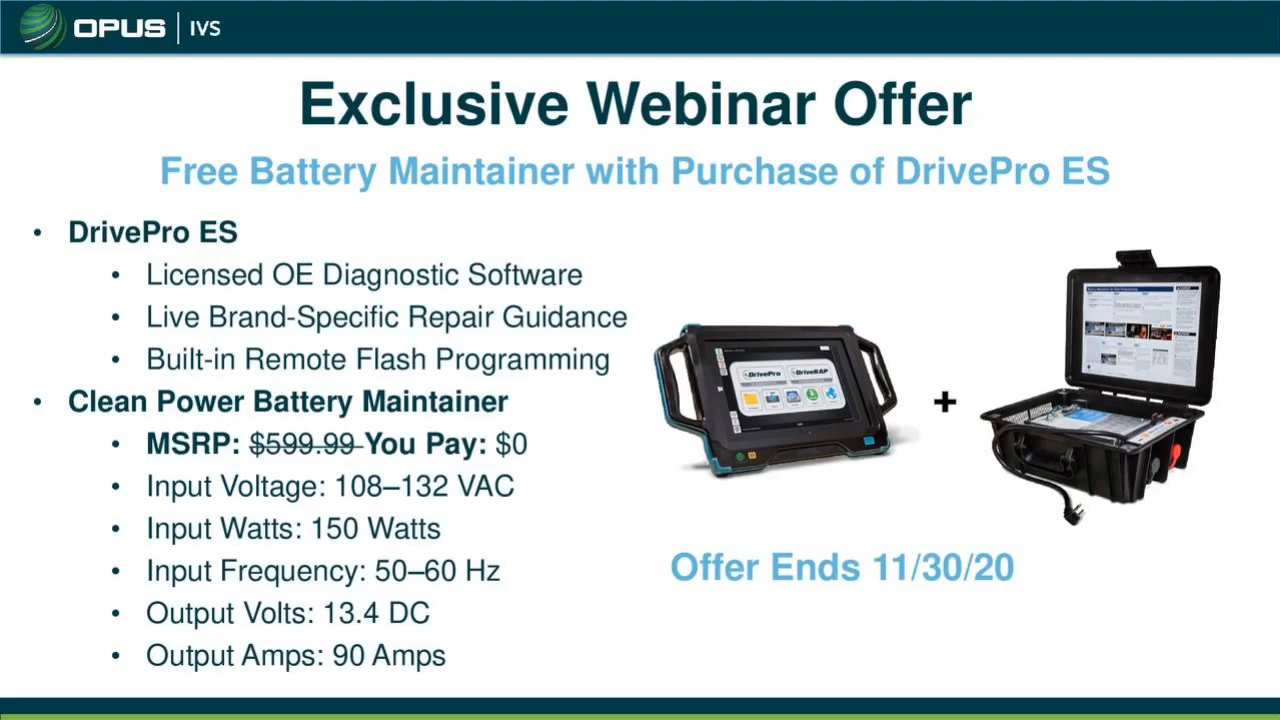 OPUS | IVS
Exclusive Webinar Offer
Free Battery Maintainer with Purchase of DrivePro ES
• DrivePro ES
• Licensed OE Diagnostic Software
• Live Brand-Specific Repair Guidance
• Built-in Remote Flash Programming
• Clean Power Battery Maintainer
• MSRP: $599.99 You Pay: $0
• Input Voltage: 108–132 VAC
• Input Watts: 150 Watts
• Input Frequency: 50–60 Hz
• Output Volts: 13.4 DC
• Output Amps: 90 Amps
DrivePro DriveRAP
+
Offer Ends 11/30/20